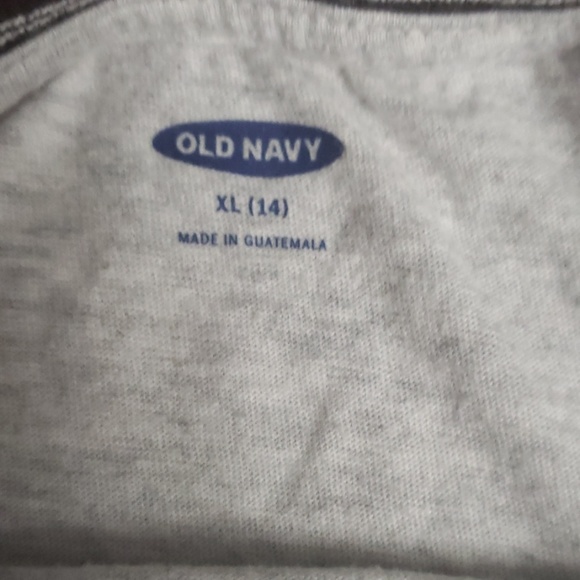 OLD NAVY
XL (14)
MADE IN GUATEMALA